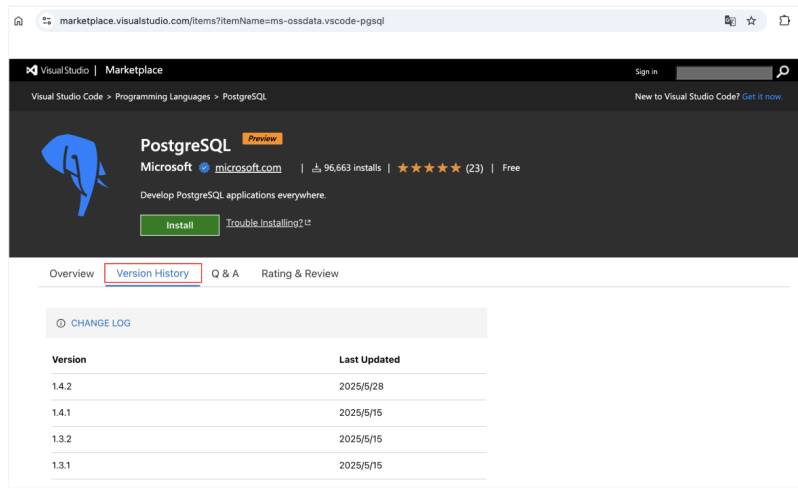 marketplace.visualstudio.com/items?itemName=ms-ossdata.vscode-pgsql
Visual Studio | Marketplace
Sign in
Visual Studio Code > Programming Languages > PostgreSQL
New to Visual Studio Code? Get it now.
PostgreSQL Preview
Microsoft microsoft.com | 96,663 installs | (23) | Free
Develop PostgreSQL applications everywhere.
Install Trouble Installing?
Overview Version History Q & A Rating & Review
CHANGE LOG
Version Last Updated
1.4.2 2025/5/28
1.4.1 2025/5/15
1.3.2 2025/5/15
1.3.1 2025/5/15